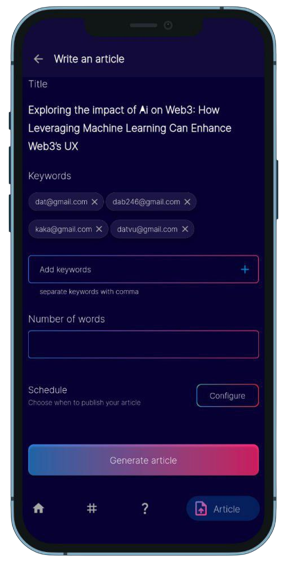 Write an article
Title
Exploring the impact of Ai on Web3: How
Leveraging Machine Learning Can Enhance
Web3's UX
Keywords
dat@gmail.com × dab246@gmail.com ×
kaka@gmail.com × datvu@gmail.com ×
Add keywords +
separate keywords with comma
Number of words
Schedule
Choose when to publish your article
Configure
Generate article
# ? Article